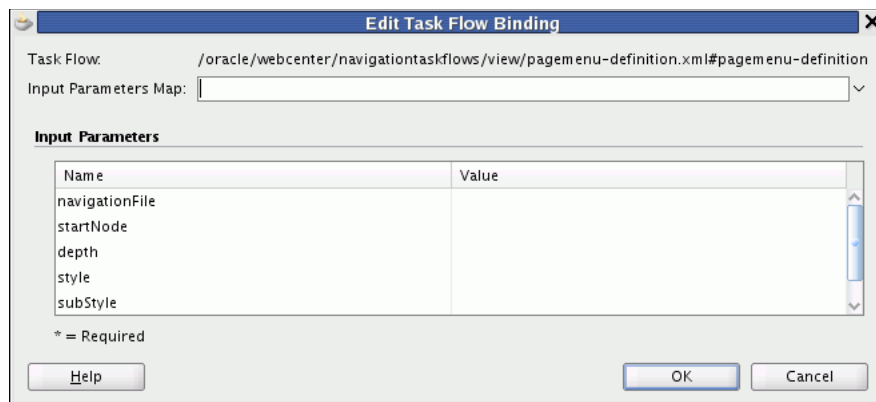 Edit Task Flow Binding
Task Flow: /oracle/webcenter/navigationtaskflows/view/pagemenu-definition.xml#pagemenu-definition
Input Parameters Map:
Input Parameters
Name Value
navigationFile
startNode
depth
style
subStyle
* = Required
Help OK Cancel